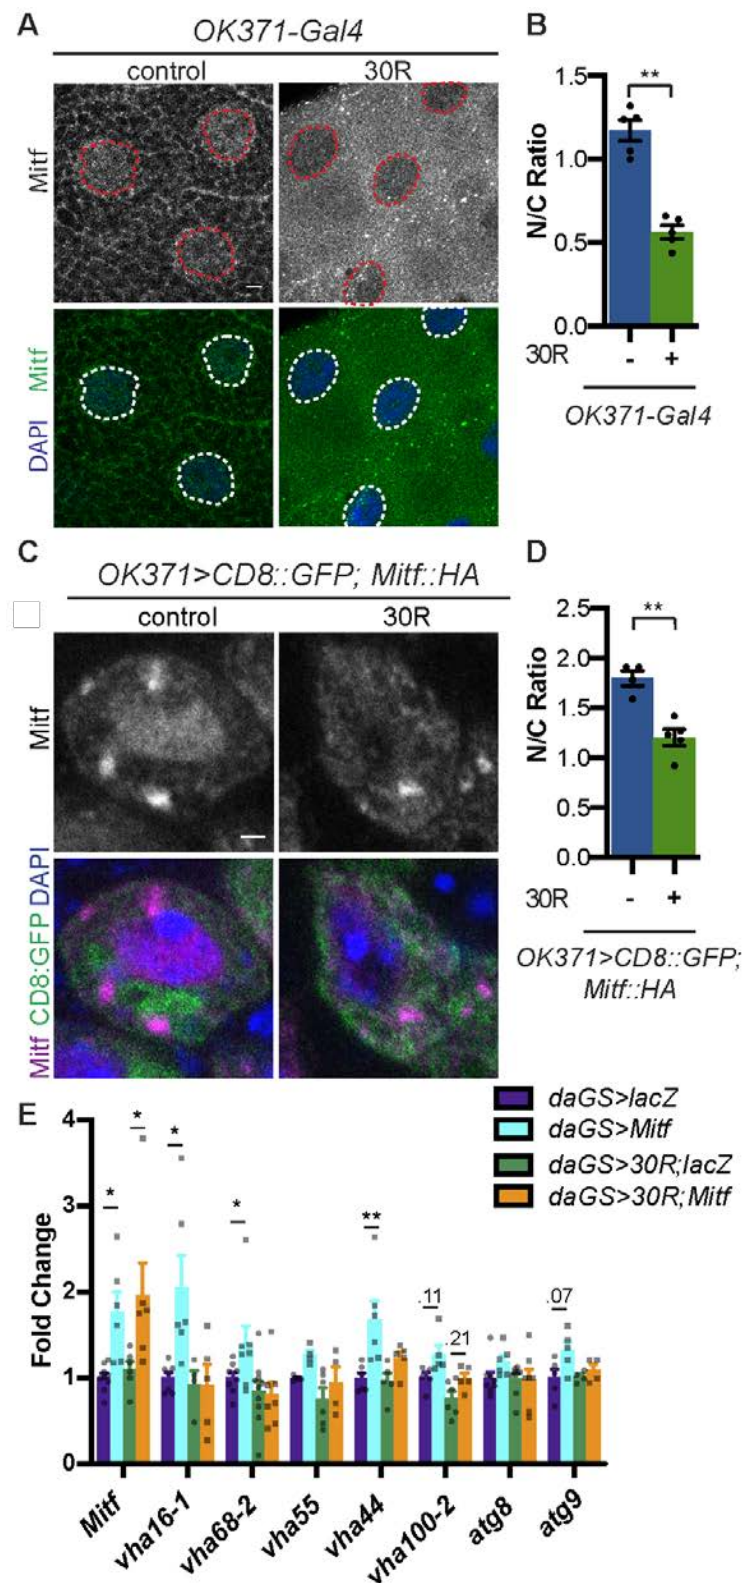 A
OK371-Gal4
control
30R
Mitf
DAPI Mitf
B
N/C Ratio
1.5
1.0
0.5
0.0
**
30R
-
+
OK371-Gal4
C
OK371>CD8::GFP; Mitf::HA
control
30R
Mitf
Mitf CD8:GFP DAPI
D
N/C Ratio
2.5
2.0
1.5
1.0
0.5
0.0
**
30R
-
+
OK371>CD8::GFP;
Mitf::HA
E
Fold Change
4
3
2
1
0
*
*
*
*
**
.11
.21
.07
daGS>lacZ
daGS>Mitf
daGS>30R;lacZ
daGS>30R;Mitf
Mitf
vha16-1
vha68-2
vha55
vha44
vha100-2
atg8
atg9